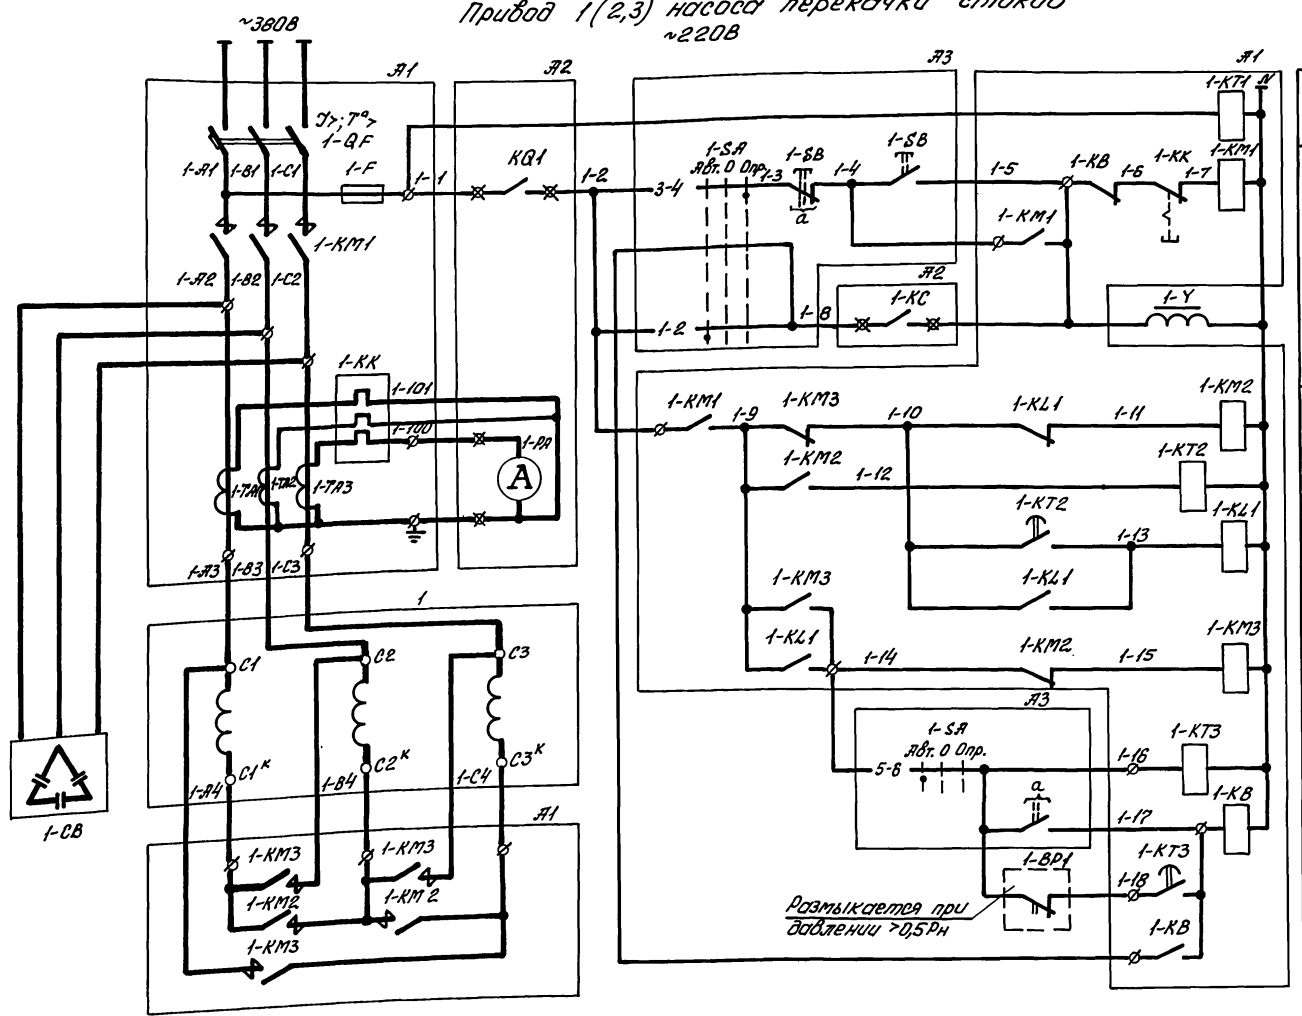 Привод 1(2,3) насоса перекачки стоков
~220В
~380В
А1
А2
А3
А1
1-КТ1
N
I>; T°>
1-QF
1-А1
1-В1
1-С1
1-F
1-1
KQ1
1-2
1-SA
Авт. О Опр.
3-4
1-3
1-SB
а
1-4
1-SB
1-5
1-КВ
1-6
1-КК
1-7
1-КМ1
1-КМ1
1-КМ1
1-А2
1-В2
1-С2
1-2
1-8
А2
1-КС
1-Y
1-КК
1-101
1-100
1-РА
А
1-ТА1
1-ТА2
1-ТА3
1-КМ1
1-9
1-КМ3
1-10
1-KL1
1-11
1-КМ2
1-КМ2
1-12
1-КТ2
1-КТ2
1-13
1-KL1
1-KL1
1-А3
1-В3
1-С3
1-КМ3
1-KL1
1-14
1-КМ2
1-15
1-КМ3
1
С1
С2
С3
С1к
С2к
С3к
1-А4
1-В4
1-С4
1-СВ
А3
1-SA
Авт. О Опр.
5-6
1-16
1-КТ3
а
1-17
1-КВ
1-ВР1
1-18
1-КТ3
1-КВ
Размыкается при
давлении >0,5Рн
А1
1-КМ3
1-КМ3
1-КМ2
1-КМ2
1-КМ3